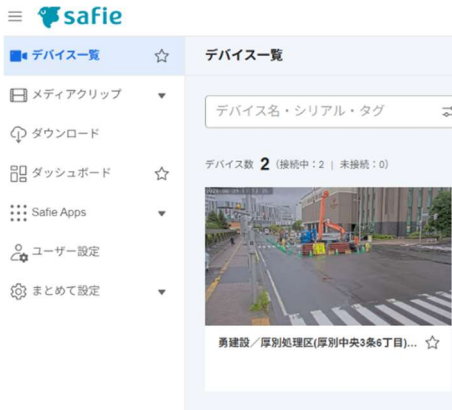 safie
デバイス一覧
メディアクリップ
ダウンロード
ダッシュボード
Safie Apps
ユーザー設定
まとめて設定
デバイス一覧
デバイス名・シリアル・タグ
デバイス数 2 (接続中：2 | 未接続：0)
勇建設／厚別処理区(厚別中央3条6丁目)...